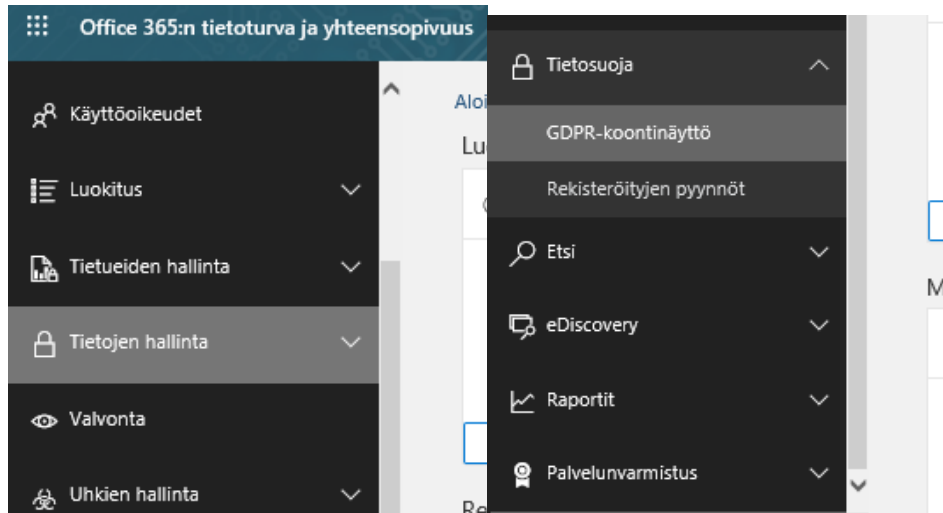 Office 365:n tietoturva ja yhteensopivuus
Käyttöoikeudet
Luokitus
Tietueiden hallinta
Tietojen hallinta
Valvonta
Uhkien hallinta
Aloi
Lu
Re
Tietosuoja
GDPR-koontinäyttö
Rekisteröityjen pyynnöt
Etsi
eDiscovery
Raportit
Palvelunvarmistus
M